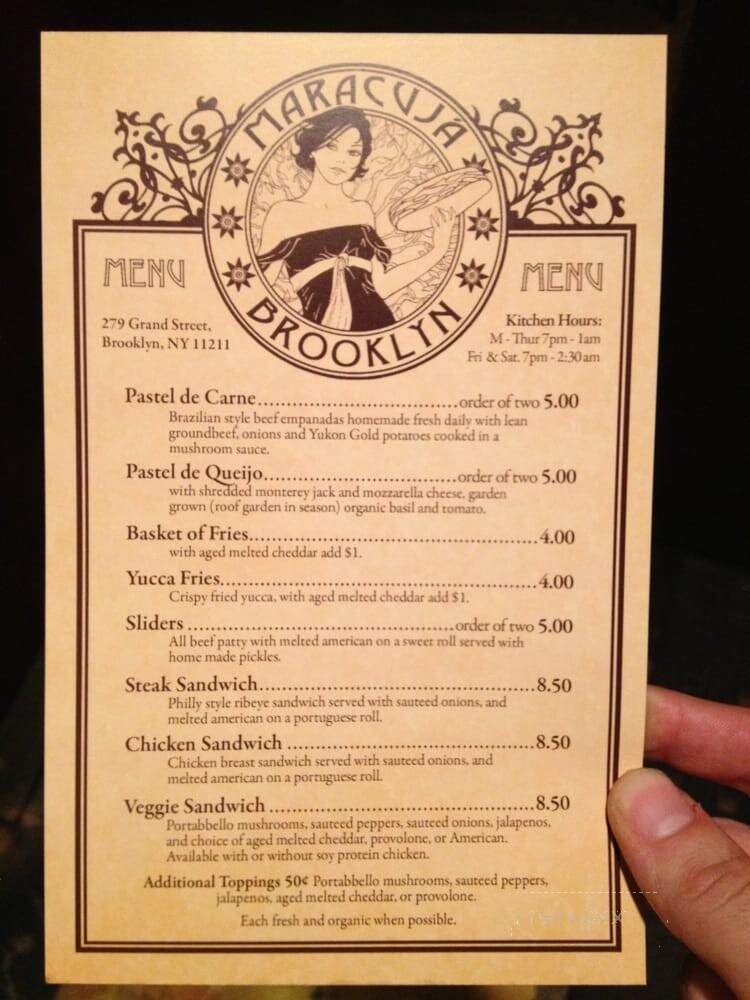 MARACUJÁ
BROOKLYN
MENU
MENU
279 Grand Street,
Brooklyn, NY 11211
Kitchen Hours:
M - Thur 7pm - 1am
Fri & Sat. 7pm - 2:30am
Pastel de Carne..............................order of two 5.00
Brazilian style beef empanadas homemade fresh daily with lean
groundbeef, onions and Yukon Gold potatoes cooked in a
mushroom sauce.
Pastel de Queijo.............................order of two 5.00
with shredded monterey jack and mozzarella cheese, garden
grown (roof garden in season) organic basil and tomato.
Basket of Fries............................................4.00
with aged melted cheddar add $1.
Yucca Fries................................................4.00
Crispy fried yucca, with aged melted cheddar add $1.
Sliders ........................................order of two 5.00
All beef patty with melted american on a sweet roll served with
home made pickles.
Steak Sandwich..........................................8.50
Philly style ribeye sandwich served with sauteed onions, and
melted american on a portuguese roll.
Chicken Sandwich .....................................8.50
Chicken breast sandwich served with sauteed onions, and
melted american on a portuguese roll.
Veggie Sandwich ........................................8.50
Portabbello mushrooms, sauteed peppers, sauteed onions, jalapenos,
and choice of aged melted cheddar, provolone, or American.
Available with or without soy protein chicken.
Additional Toppings 50¢ Portabbello mushrooms, sauteed peppers,
jalapenos, aged melted cheddar, or provolone.
Each fresh and organic when possible.